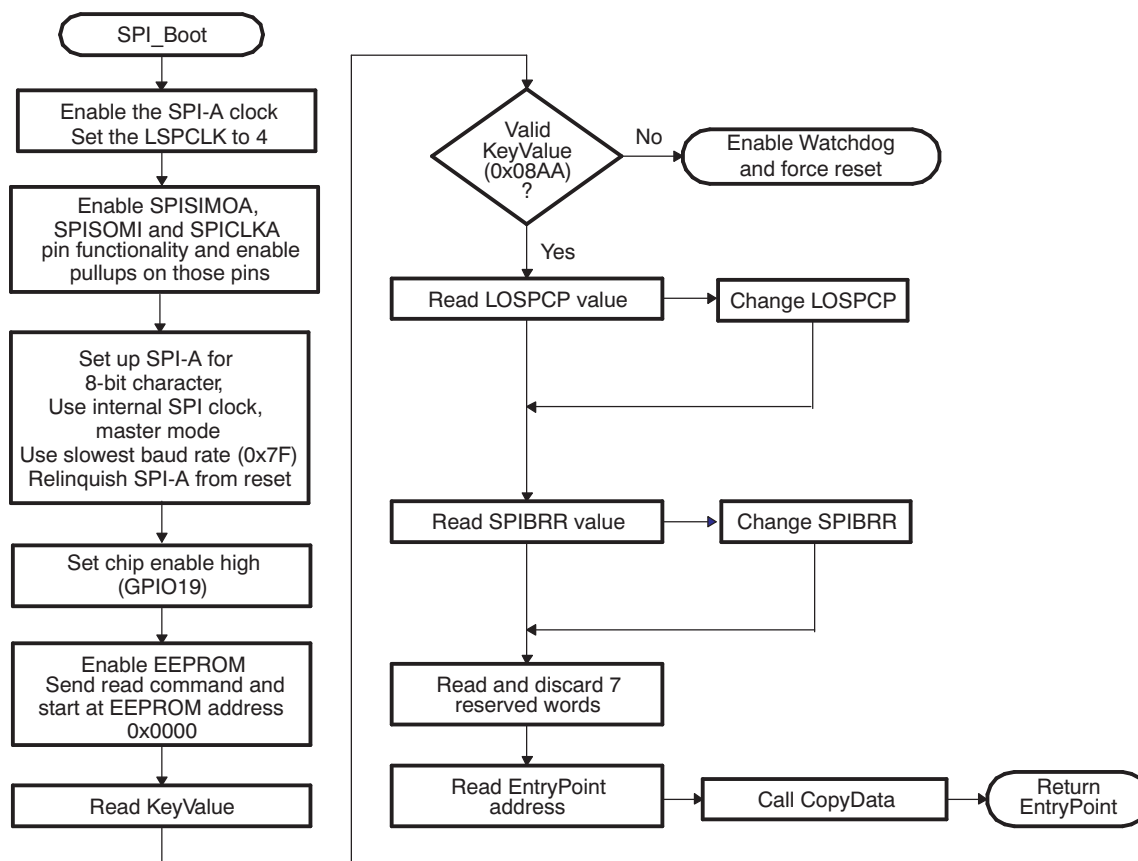 SPI_Boot
Enable the SPI-A clock
Set the LSPCLK to 4
Enable SPISIMOA,
SPISOMI and SPICLKA
pin functionality and enable
pullups on those pins
Set up SPI-A for
8-bit character,
Use internal SPI clock,
master mode
Use slowest baud rate (0x7F)
Relinquish SPI-A from reset
Set chip enable high
(GPIO19)
Enable EEPROM
Send read command and
start at EEPROM address
0x0000
Read KeyValue
Valid
KeyValue
(0x08AA)
?
No
Enable Watchdog
and force reset
Yes
Read LOSPCP value
Change LOSPCP
Read SPIBRR value
Change SPIBRR
Read and discard 7
reserved words
Read EntryPoint
address
Call CopyData
Return
EntryPoint